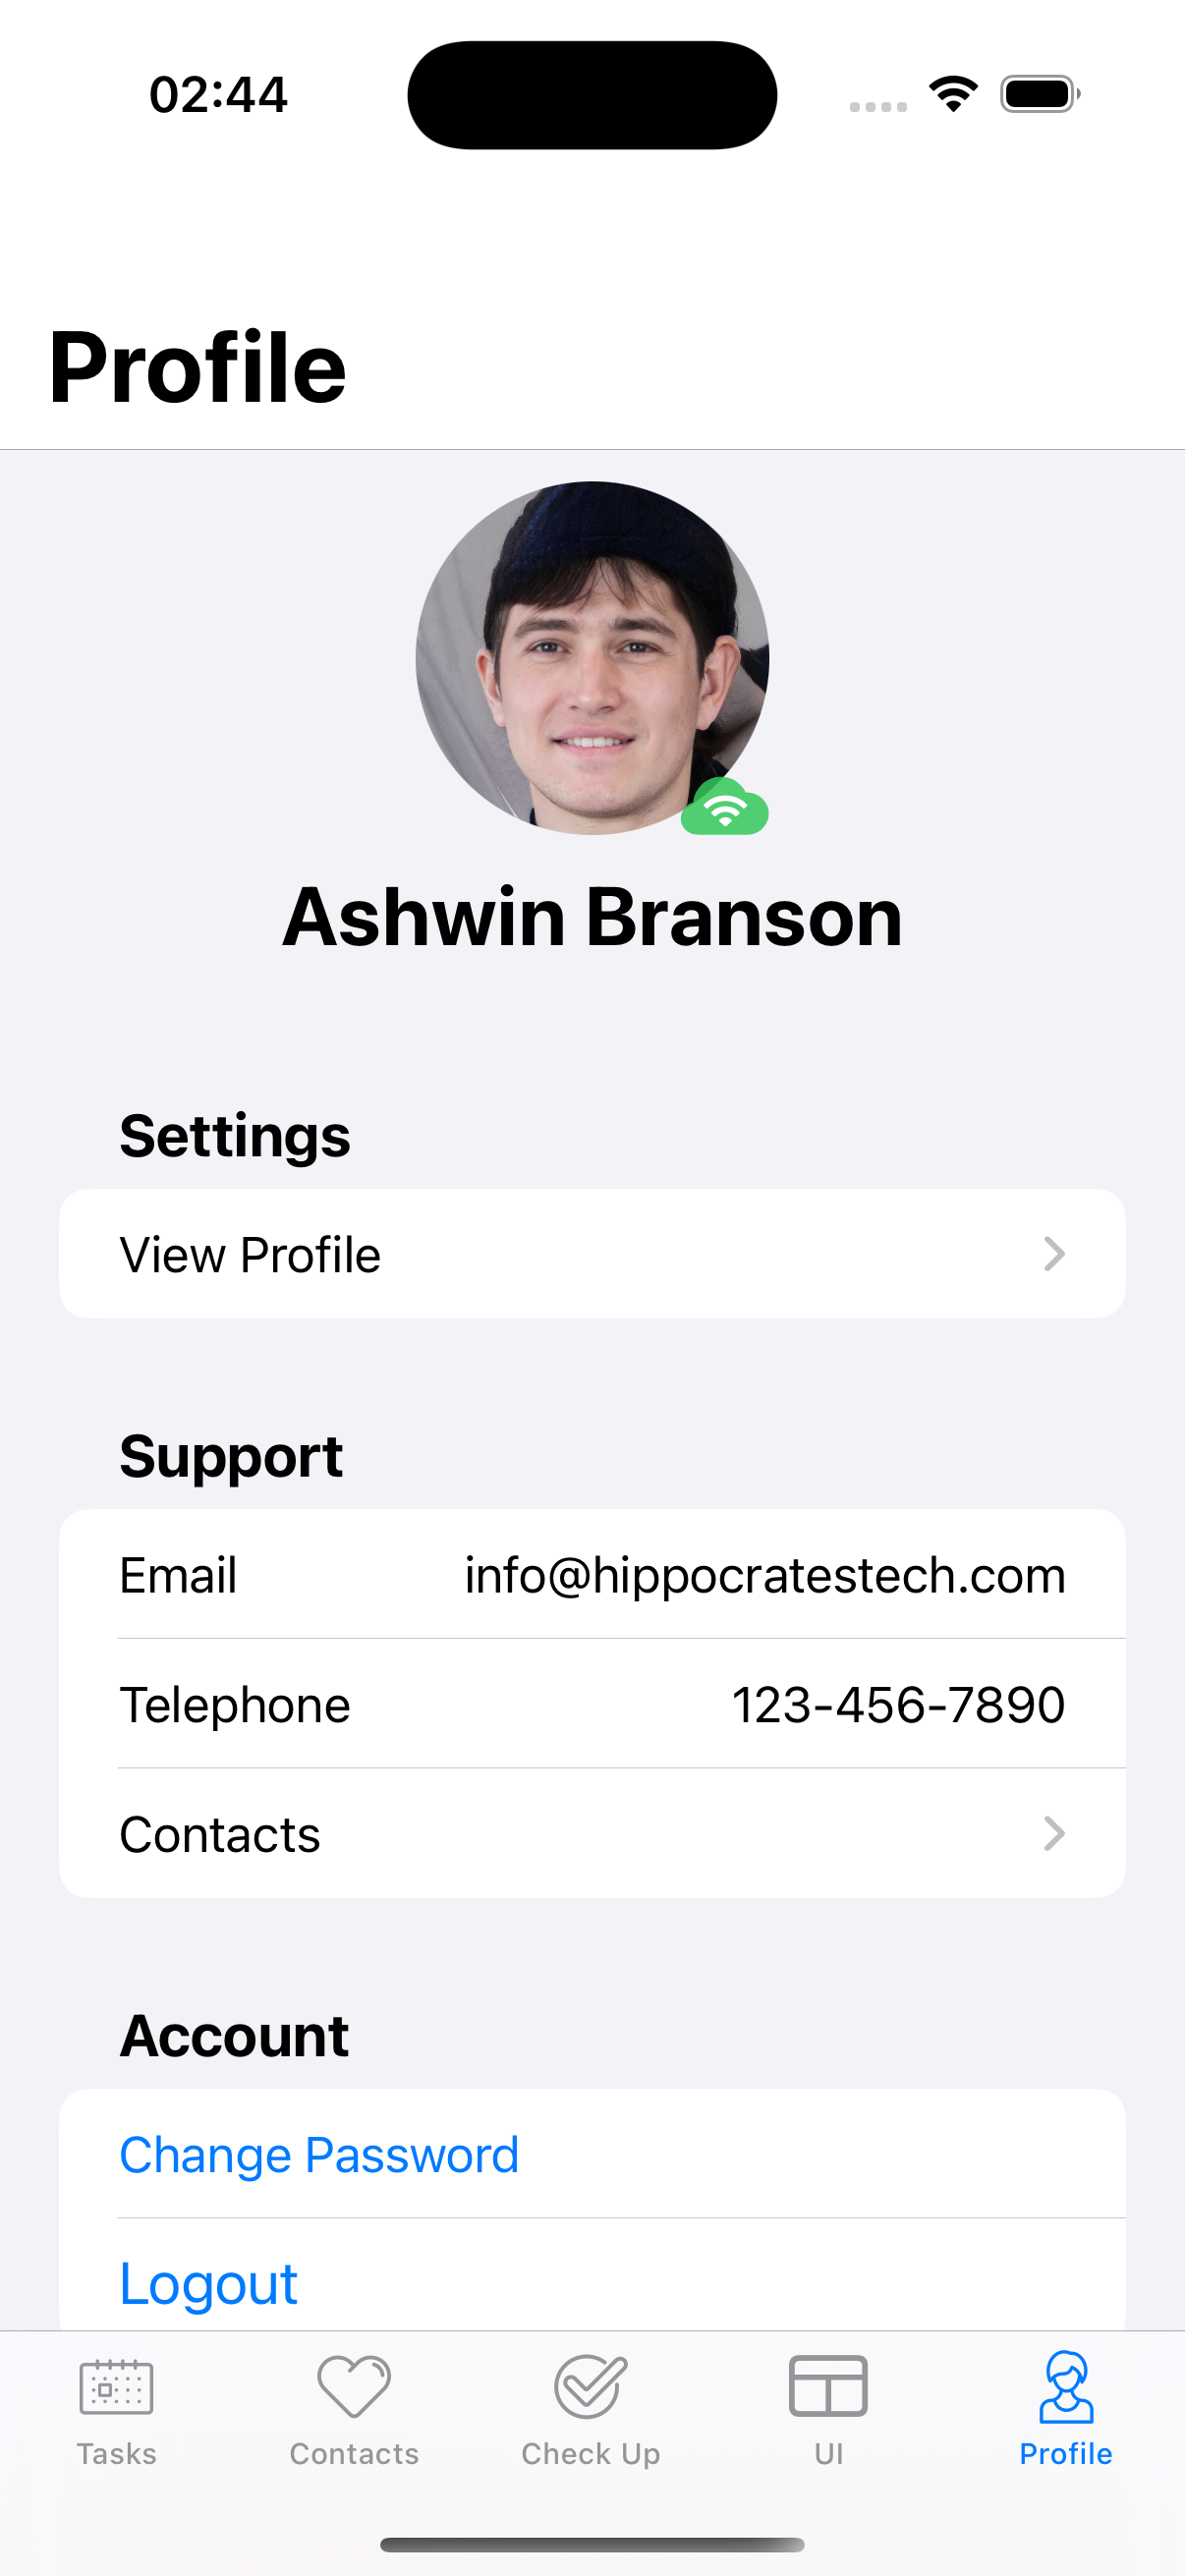 02:44
Profile
Ashwin Branson
Settings
View Profile
Support
Email info@hippocratestech.com
Telephone 123-456-7890
Contacts
Account
Change Password
Logout
Tasks Contacts Check Up UI Profile